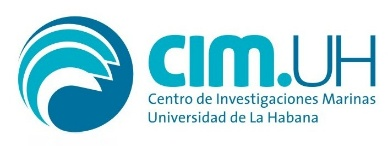 cim.UH
Centro de Investigaciones Marinas
Universidad de La Habana